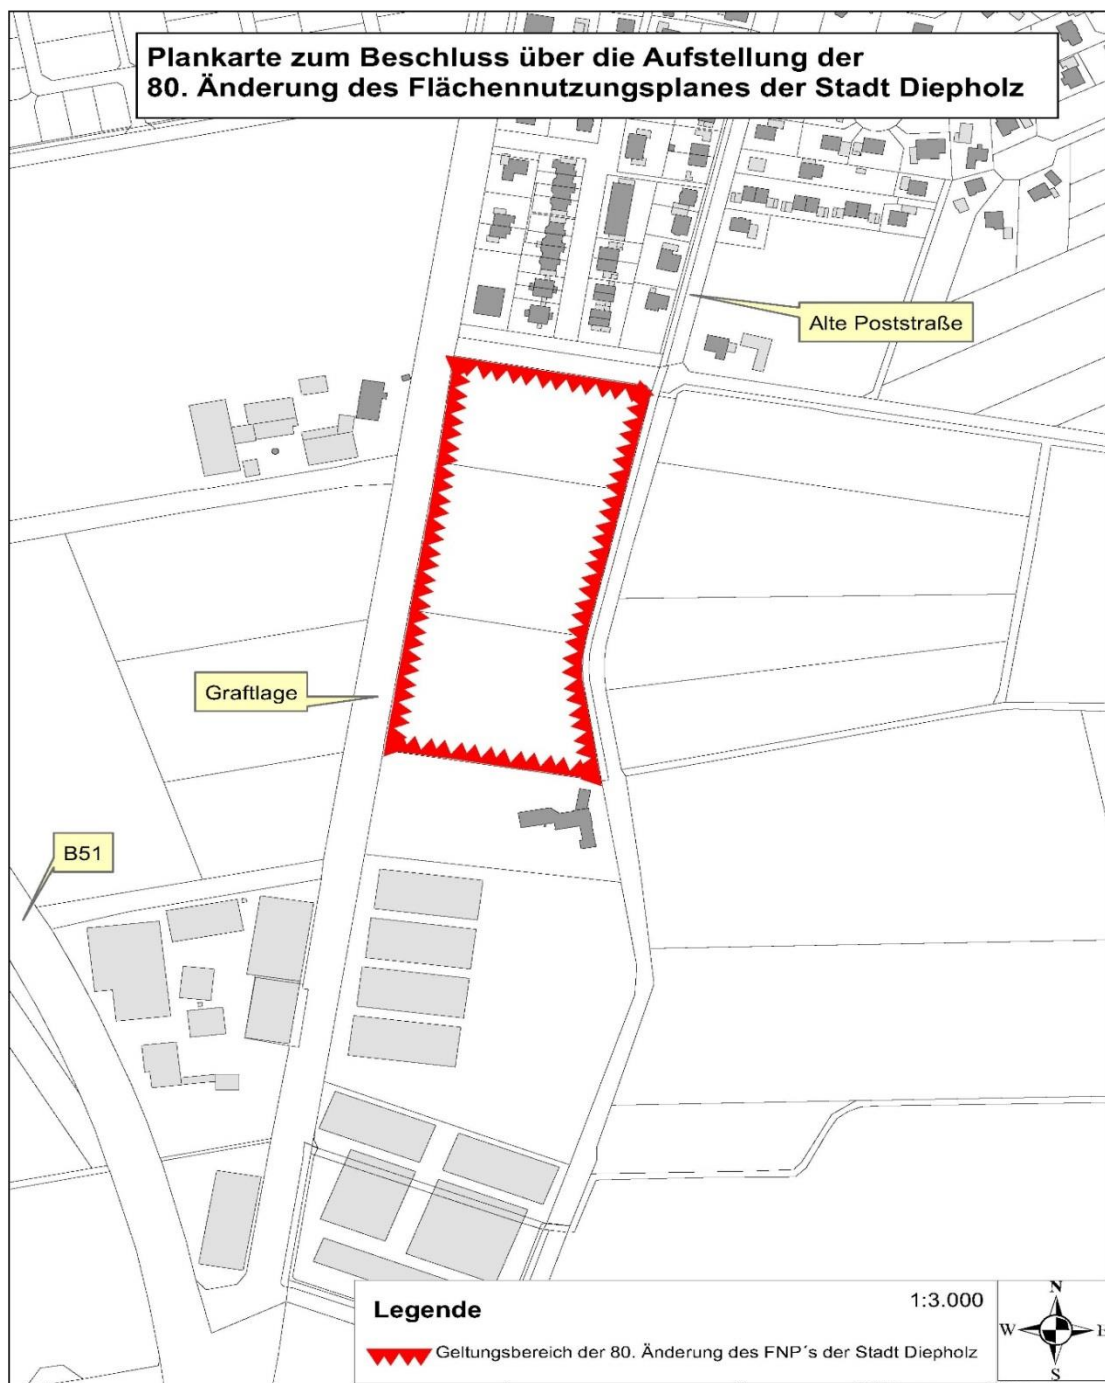 Plankarte zum Beschluss über die Aufstellung der
80. Änderung des Flächennutzungsplanes der Stadt Diepholz
Alte Poststraße
Graftlage
B51
Legende
1:3.000
Geltungsbereich der 80. Änderung des FNP´s der Stadt Diepholz
N
W
E
S